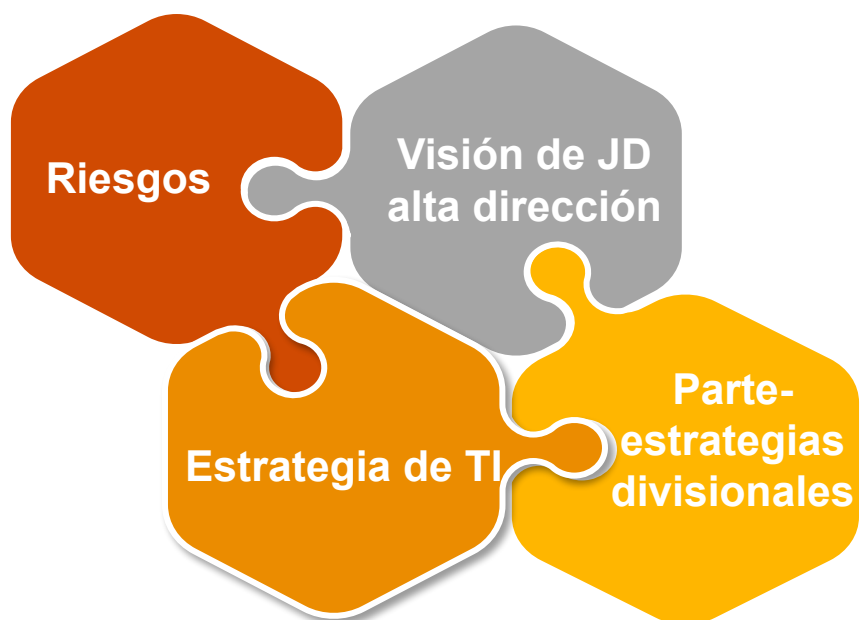 Riesgos
Visión de JD
alta dirección
Estrategia de TI
Parte-
estrategias
divisionales